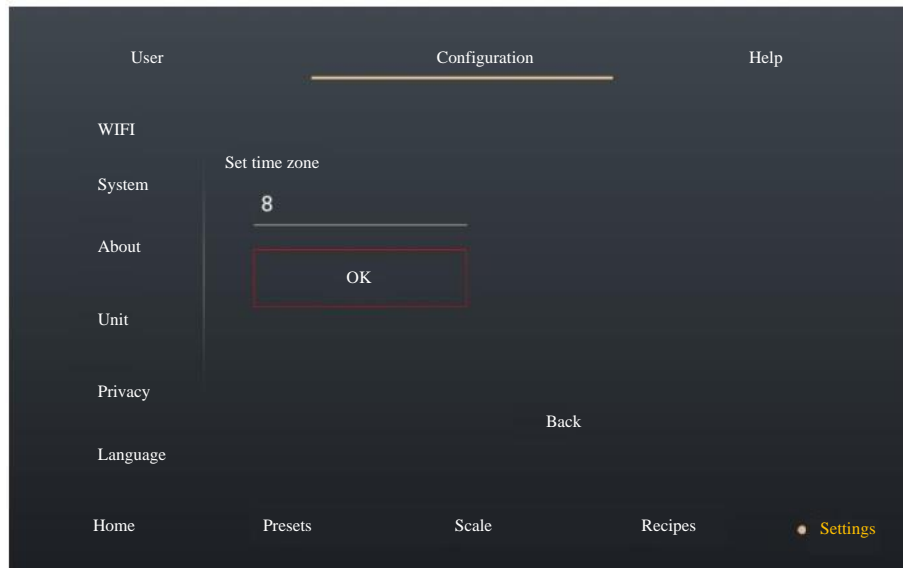 User Configuration Help
WIFI
Set time zone
System
8
About
OK
Unit
Privacy
Back
Language
Home Presets Scale Recipes Settings